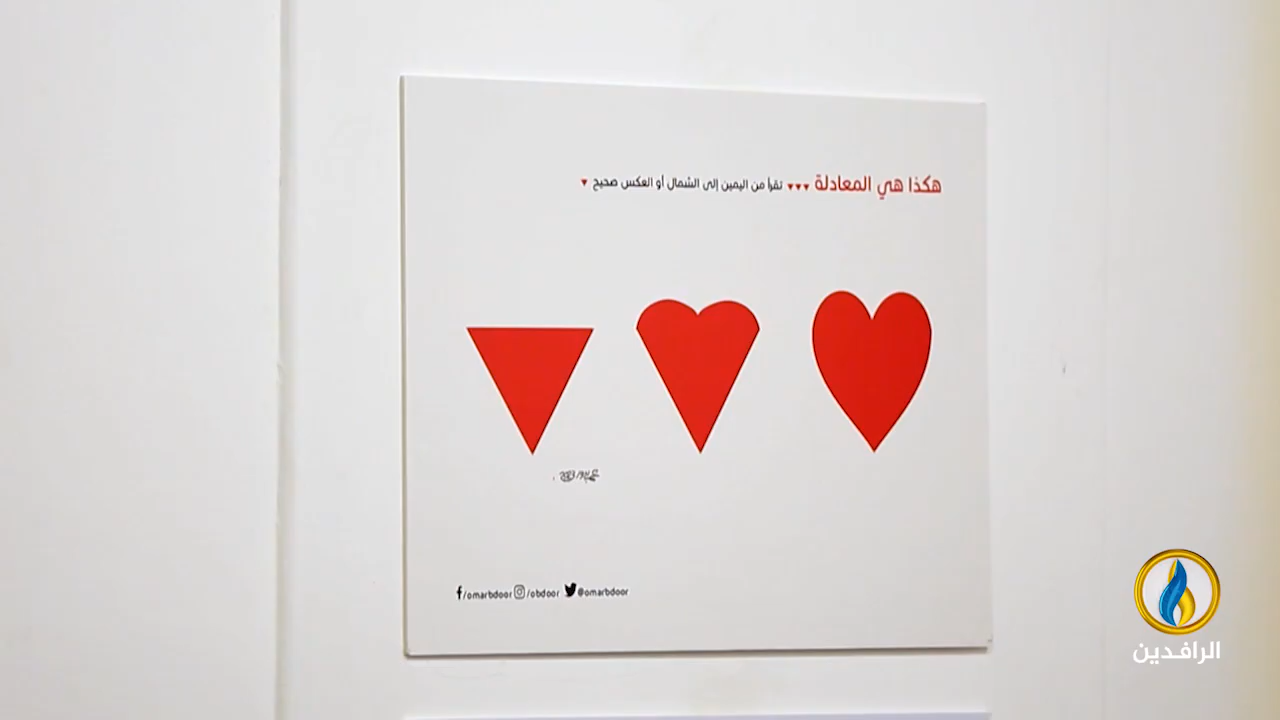 هكذا هي المعادلة ♥♥♥ تقرأ من اليمين إلى الشمال أو العكس صحيح ♥
/omarbdoor /obdoor @omarbdoor
الرافدين